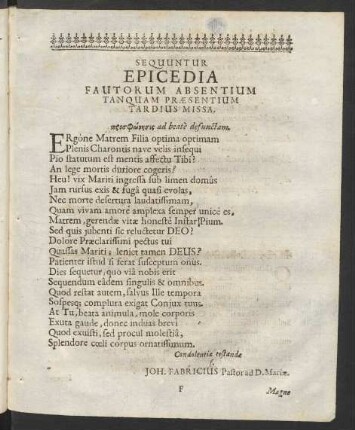 SEQUUNTUR
EPICEDIA
FAUTORUM ABSENTIUM
TANQUAM PRÆSENTIUM
TARDIUS MISSA.
προσφώνησις ad beatè defunctam.
ERgóne Matrem Filia optima optimam
Plenis Charontis nave velis insequi
Pio statutum est mentis affectu Tibi?
An lege mortis duriore cogeris?
Heu! vix Mariti ingressa sub limen domûs
Jam rursus exis & fugâ quasi evolas,
Nec morte desertura laudatissimam,
Quam vivam amore amplexa semper unicè es,
Matrem, gerendæ vitæ honestè Instar Pium.
Sed quis jubenti sic reluctetur DEO?
Dolore Præclarissimi pectus tui
Quassas Mariti; leniet tamen DEUS?
Patienter istud si ferat susceptum onus.
Dies sequetur, quo viâ nobis erit
Sequendum eâdem singulis & omnibus.
Quod restat autem, salvus Ille tempora
Sospesq; complura exigat Conjux tuus.
At Tu, beata animula, mole corporis
Exuta gaude, donec induas brevi
Quod exuisti, sed procul molestiâ,
Splendore cœli corpus ornatissimum.
Condolentiæ testandæ
f.
JOH. FABRICIUS Pastor ad D. Mariæ.
F Magne